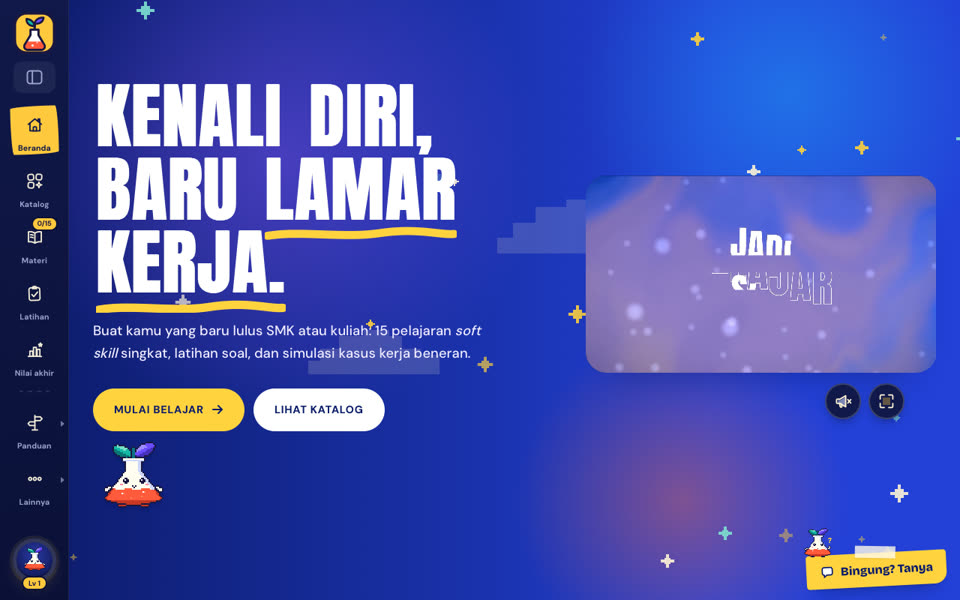 Beranda
Katalog
0/15
Materi
Latihan
Nilai akhir
Panduan
Lainnya
Lv 1
KENALI DIRI,
BARU LAMAR
KERJA.
Buat kamu yang baru lulus SMK atau kuliah: 15 pelajaran soft
skill singkat, latihan soal, dan simulasi kasus kerja beneran.
MULAI BELAJAR
LIHAT KATALOG
?
Bingung? Tanya